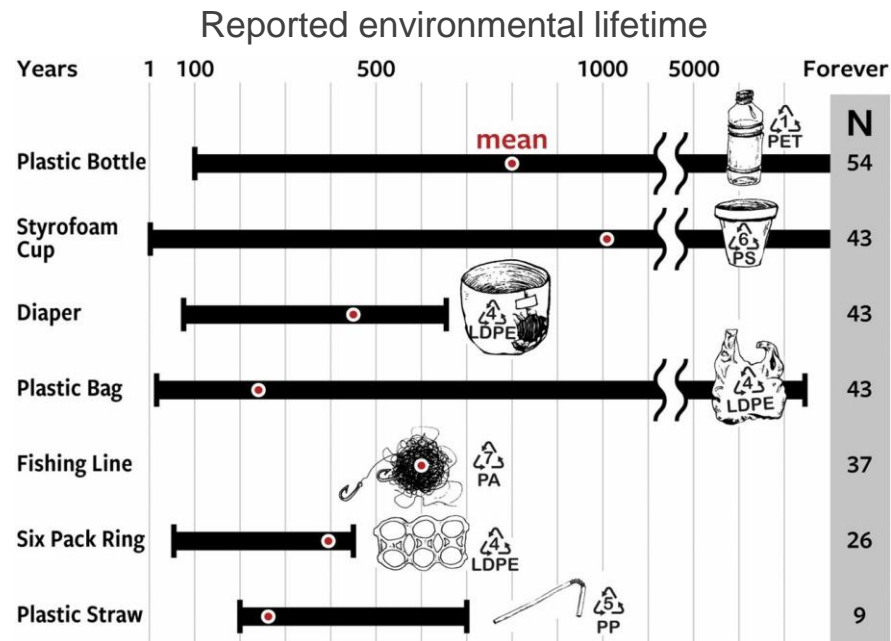 Reported environmental lifetime
Years 1 100 500 1000 5000 Forever
N
mean
1
PET
Plastic Bottle 54
Styrofoam
Cup
6
PS
43
Diaper
4
LDPE
43
Plastic Bag
4
LDPE
43
Fishing Line
7
PA
37
Six Pack Ring
4
LDPE
26
Plastic Straw
5
PP
9